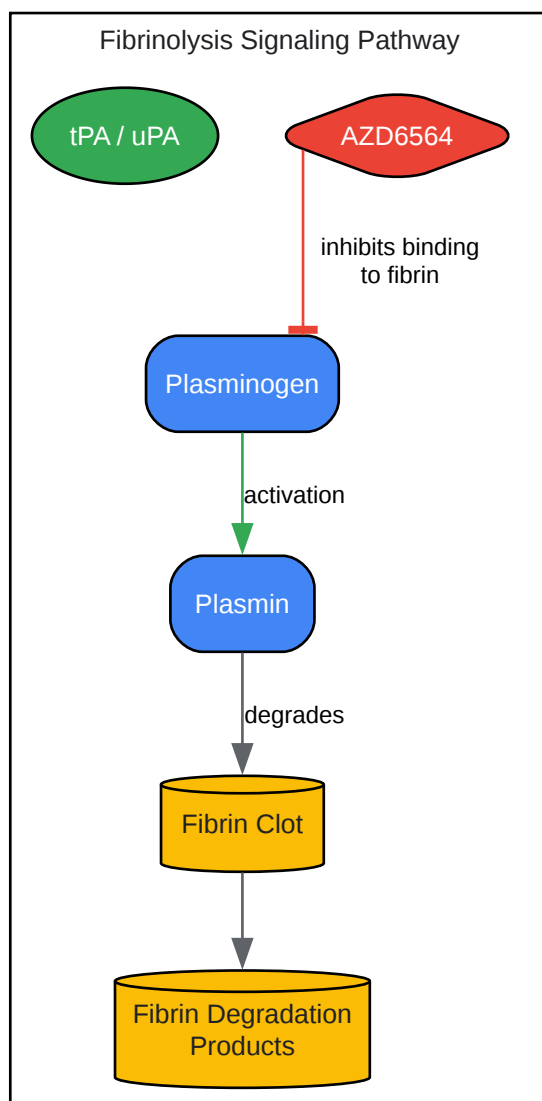 Fibrinolysis Signaling Pathway
tPA / uPA
AZD6564
inhibits binding
to fibrin
Plasminogen
activation
Plasmin
degrades
Fibrin Clot
Fibrin Degradation
Products